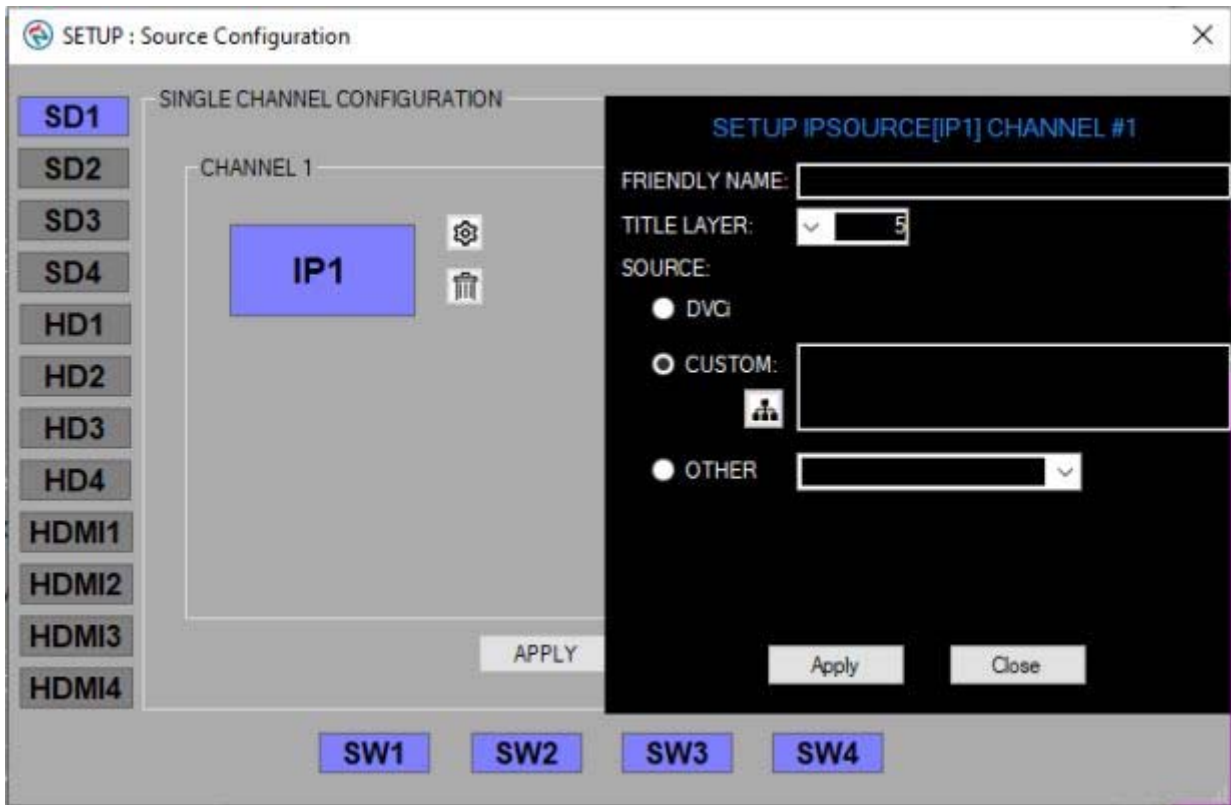 SETUP : Source Configuration
SD1
SD2
SD3
SD4
HD1
HD2
HD3
HD4
HDMI1
HDMI2
HDMI3
HDMI4
SINGLE CHANNEL CONFIGURATION
CHANNEL 1
IP1
APPLY
SETUP IPSOURCE[IP1] CHANNEL #1
FRIENDLY NAME:
TITLE LAYER: 5
SOURCE:
DVCi
CUSTOM:
OTHER
Apply Close
SW1 SW2 SW3 SW4